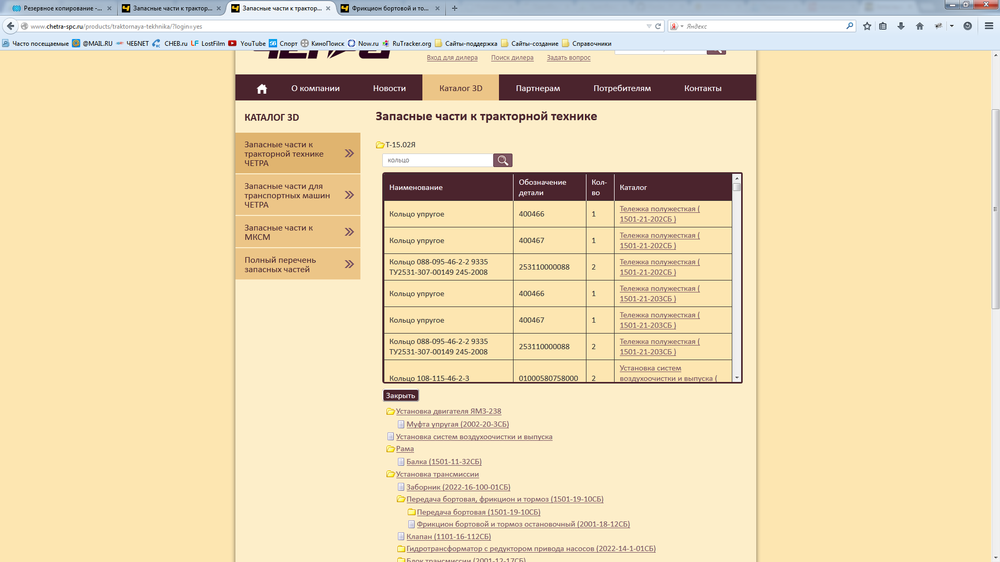 Резервное копирование -...
Запасные части к трактор...
Запасные части к трактор...
Фрикцион бортовой и то...
www.chetra-spc.ru/products/traktornaya-tekhnika/?login=yes
Яндекс
Часто посещаемые @MAIL.RU ЧЕБNET CHEB.ru LostFilm YouTube Спорт КиноПоиск Now.ru RuTracker.org Сайты-поддержка Сайты-создание Справочники
ЧЕТРА
Вход для дилера Поиск дилера Задать вопрос
О компании Новости Каталог 3D Партнерам Потребителям Контакты
КАТАЛОГ 3D
Запасные части к
тракторной технике
ЧЕТРА
Запасные части для
транспортных машин
ЧЕТРА
Запасные части к
МКСМ
Полный перечень
запасных частей
Запасные части к тракторной технике
Т-15.02Я
кольцо
Наименование
Обозначение
детали
Кол-
во
Каталог
Кольцо упругое 400466 1 Тележка полужесткая (
1501-21-202СБ )
Кольцо упругое 400467 1 Тележка полужесткая (
1501-21-202СБ )
Кольцо 088-095-46-2-2 9335
ТУ2531-307-00149 245-2008
253110000088 2 Тележка полужесткая (
1501-21-202СБ )
Кольцо упругое 400466 1 Тележка полужесткая (
1501-21-203СБ )
Кольцо упругое 400467 1 Тележка полужесткая (
1501-21-203СБ )
Кольцо 088-095-46-2-2 9335
ТУ2531-307-00149 245-2008
253110000088 2 Тележка полужесткая (
1501-21-203СБ )
Кольцо 108-115-46-2-3 01000580758000 2 Установка систем
воздухоочистки и выпуска (
Закрыть
Установка двигателя ЯМЗ-238
Муфта упругая (2002-20-3СБ)
Установка систем воздухоочистки и выпуска
Рама
Балка (1501-11-32СБ)
Установка трансмиссии
Заборник (2022-16-100-01СБ)
Передача бортовая, фрикцион и тормоз (1501-19-10СБ)
Передача бортовая (1501-19-10СБ)
Фрикцион бортовой и тормоз остановочный (2001-18-12СБ)
Клапан (1101-16-112СБ)
Гидротрансформатор с редуктором привода насосов (2022-14-1-01СБ)
Блок трансмиссии (2001-12-17СБ)